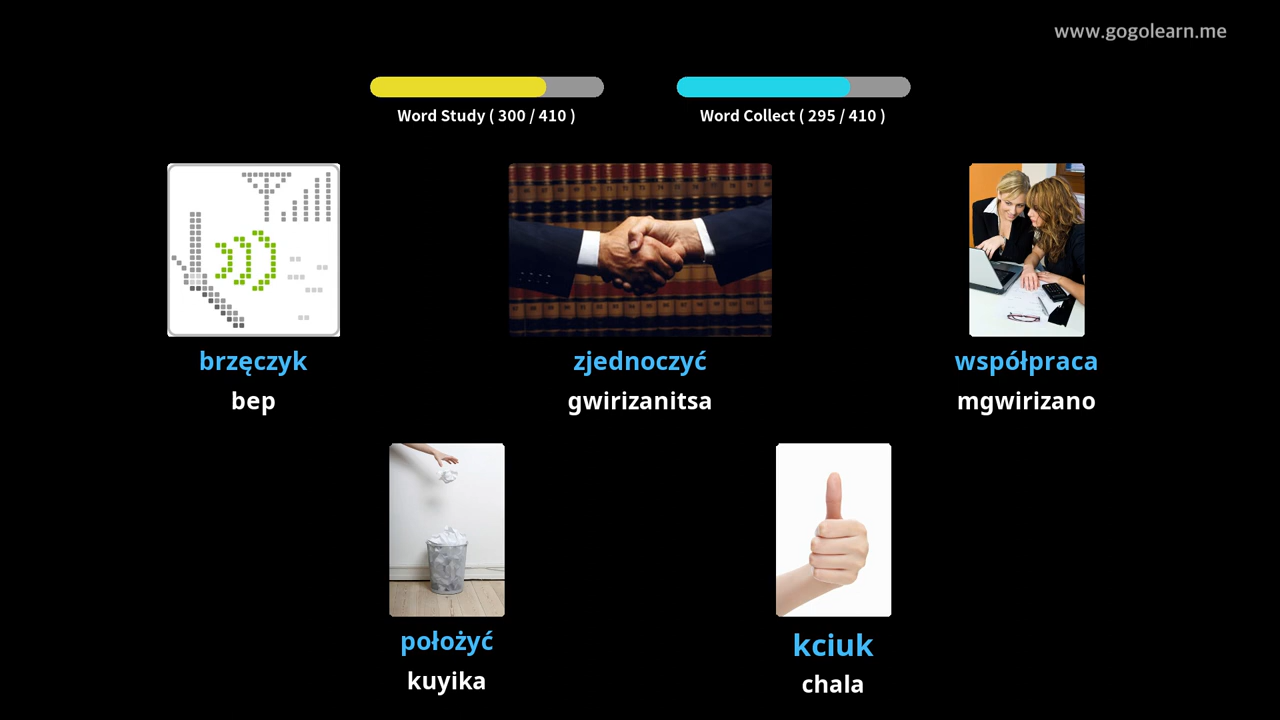 www.gogolearn.me
Word Study ( 300 / 410 )
Word Collect ( 295 / 410 )
brzęczyk
bep
zjednoczyć
gwirizanitsa
współpraca
mgwirizano
położyć
kuyika
kciuk
chala